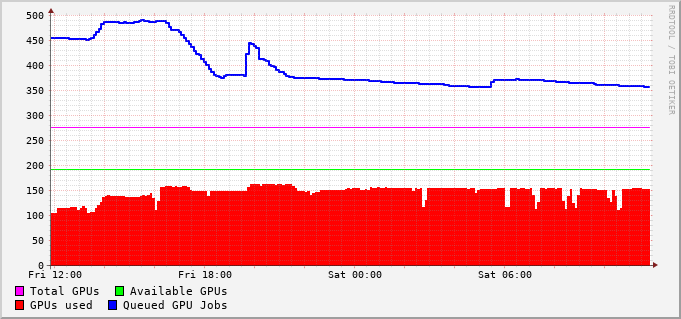 RRDTOOL / TOBI OETIKER
500
450
400
350
300
250
200
150
100
50
0
Fri 12:00 Fri 18:00 Sat 00:00 Sat 06:00
Total GPUs Available GPUs
GPUs used Queued GPU Jobs